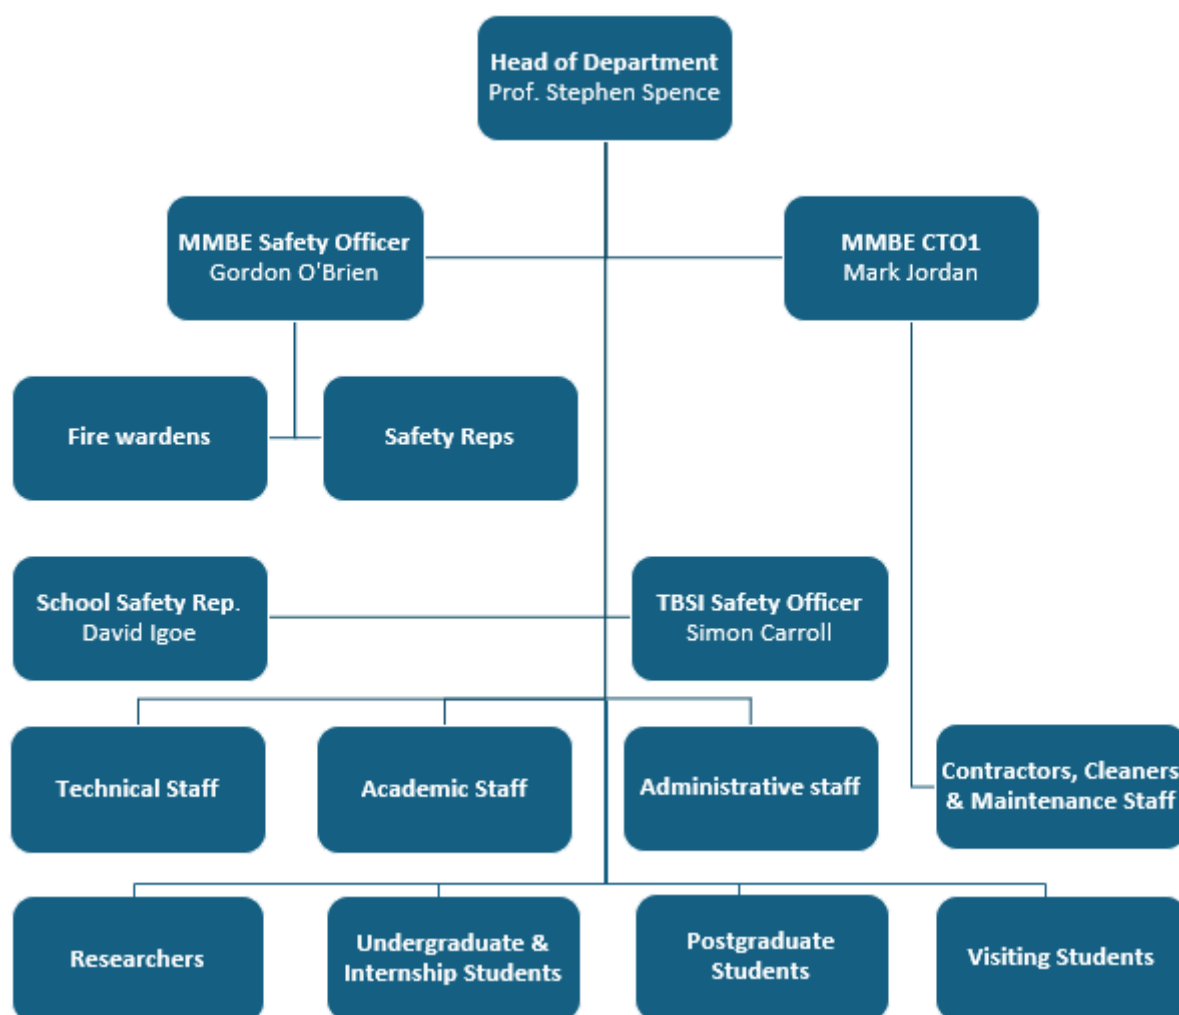 Head of Department
Prof. Stephen Spence
MMBE Safety Officer
Gordon O'Brien
MMBE CTO1
Mark Jordan
Fire wardens
Safety Reps
School Safety Rep.
David Igoe
TBSI Safety Officer
Simon Carroll
Technical Staff
Academic Staff
Administrative staff
Contractors, Cleaners
& Maintenance Staff
Researchers
Undergraduate &
Internship Students
Postgraduate
Students
Visiting Students